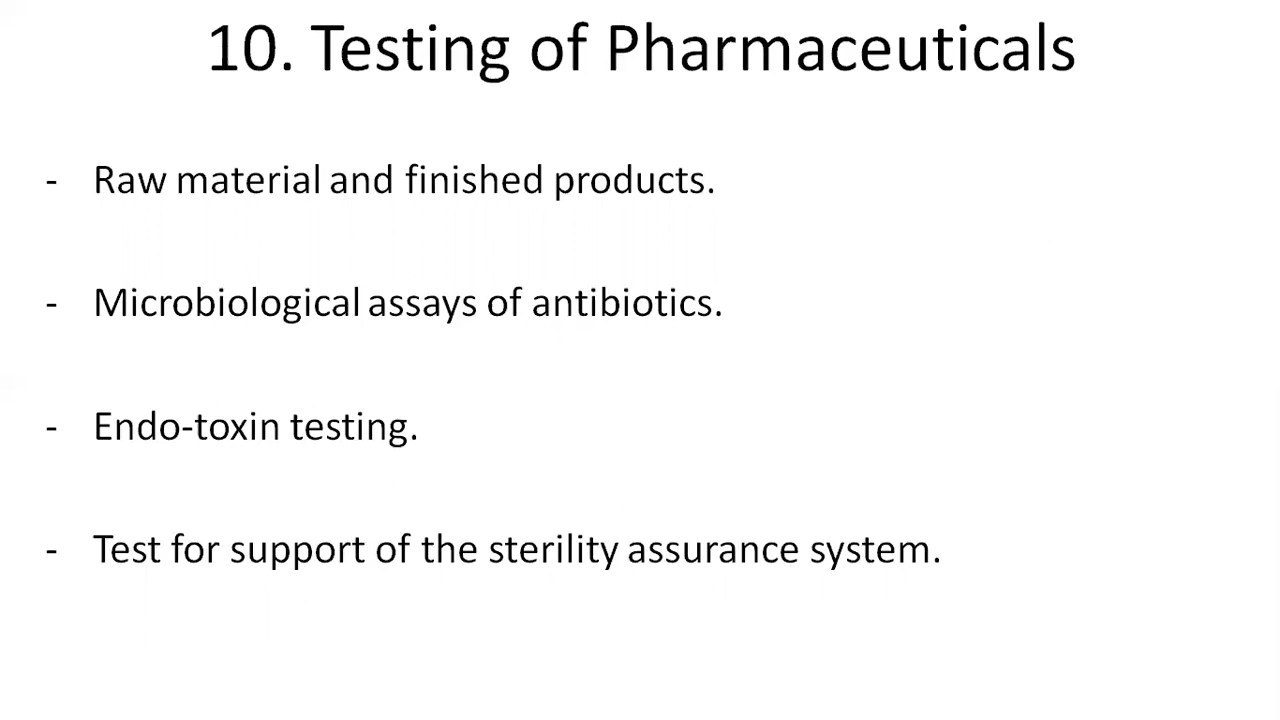 10. Testing of Pharmaceuticals
- Raw material and finished products.
- Microbiological assays of antibiotics.
- Endo-toxin testing.
- Test for support of the sterility assurance system.